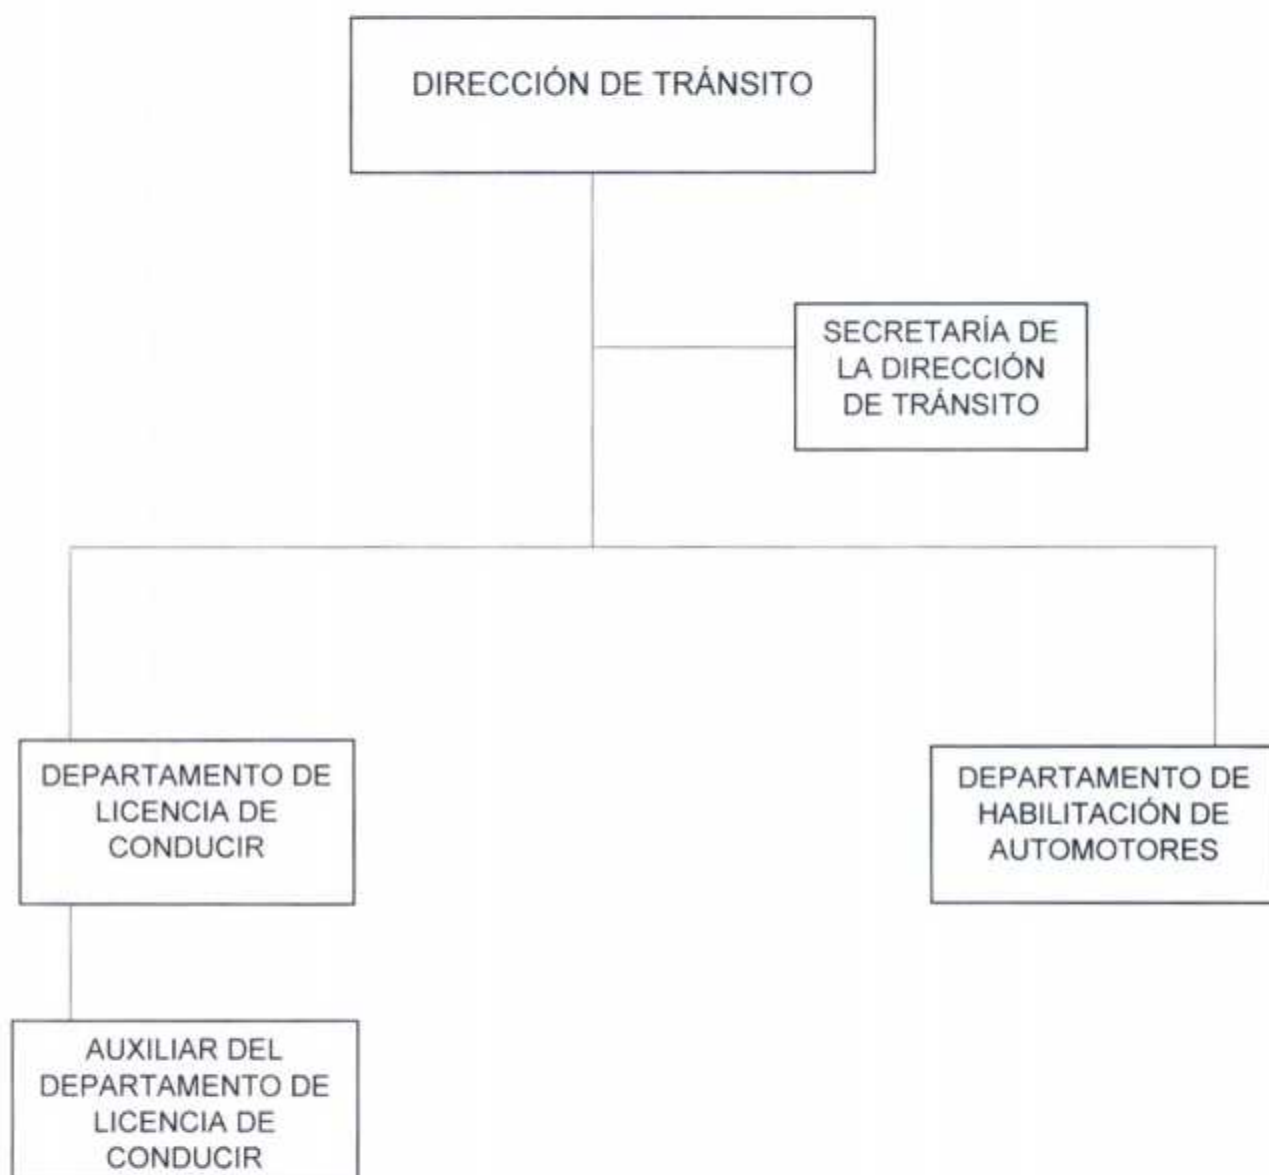 DIRECCIÓN DE TRÁNSITO
SECRETARÍA DE
LA DIRECCIÓN
DE TRÁNSITO
DEPARTAMENTO DE
LICENCIA DE
CONDUCIR
DEPARTAMENTO DE
HABILITACIÓN DE
AUTOMOTORES
AUXILIAR DEL
DEPARTAMENTO DE
LICENCIA DE
CONDUCIR